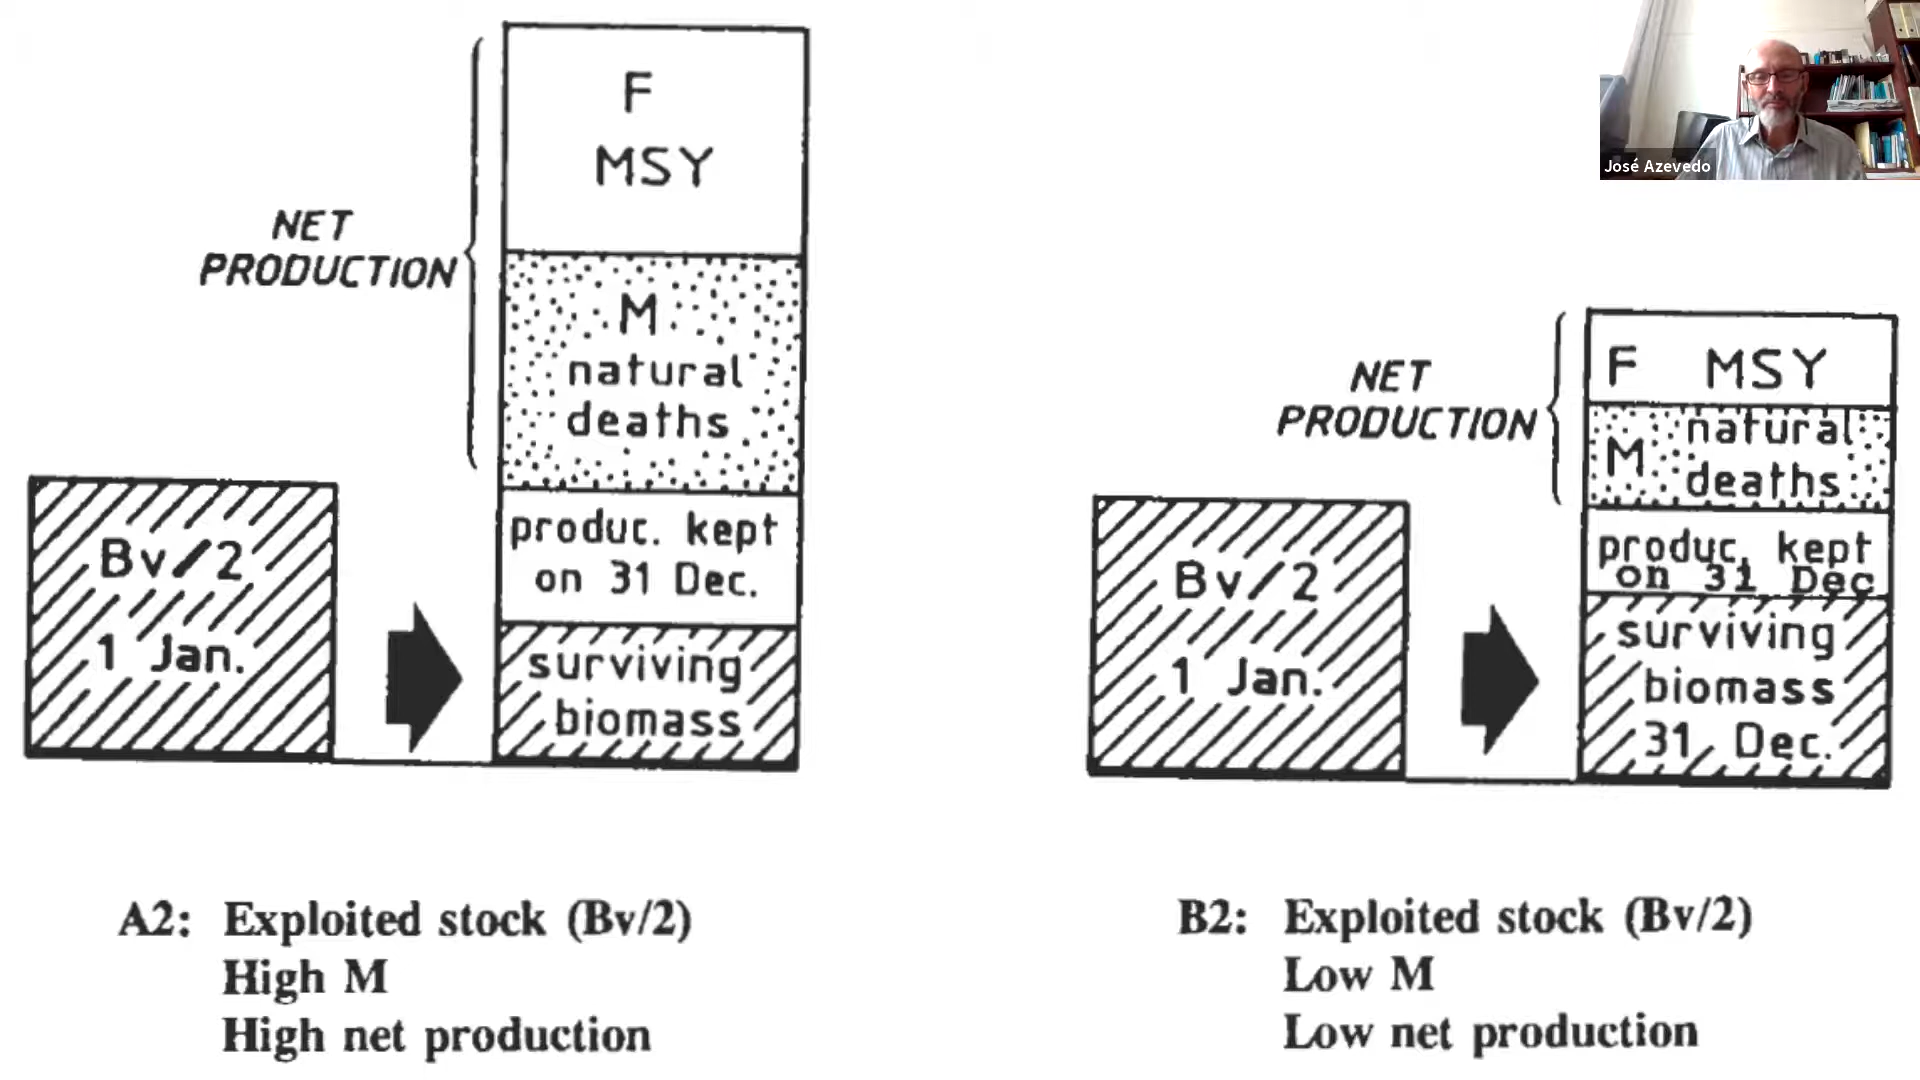 F
MSY
NET
PRODUCTION
M
natural
deaths
produc. kept
on 31 Dec.
surviving
biomass
Bv/2
1 Jan.
A2: Exploited stock (Bv/2)
High M
High net production
José Azevedo
F MSY
NET
PRODUCTION
M natural
deaths
produc. kept
on 31 Dec
surviving
biomass
31 Dec.
Bv/2
1 Jan.
B2: Exploited stock (Bv/2)
Low M
Low net production